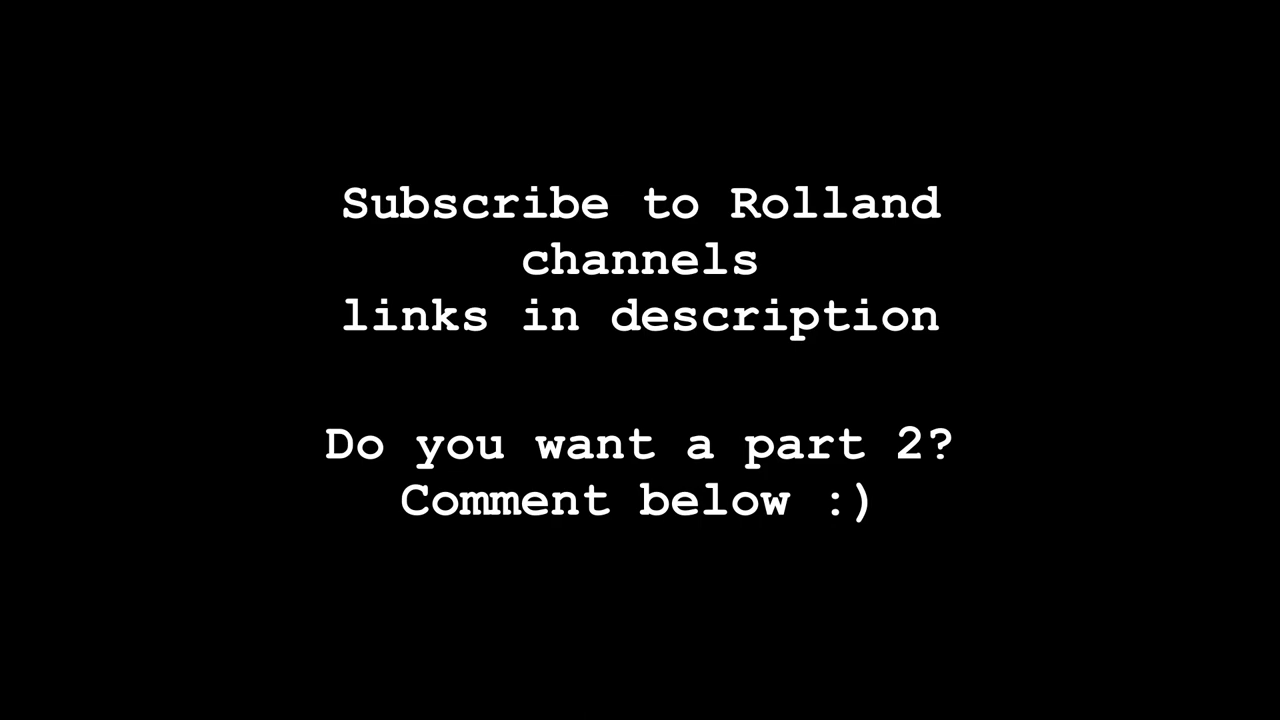 Subscribe to Rolland
channels
links in description
Do you want a part 2?
Comment below :)